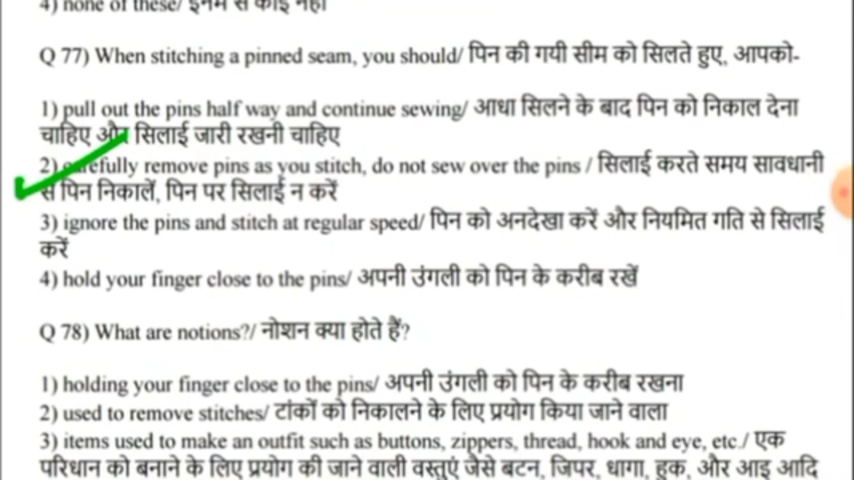 4) none of these/ इनमें से कोई नहीं
Q 77) When stitching a pinned seam, you should/ पिन की गयी सीम को सिलते हुए, आपको-
1) pull out the pins half way and continue sewing/ आधा सिलने के बाद पिन को निकाल देना
चाहिए और सिलाई जारी रखनी चाहिए
2) carefully remove pins as you stitch, do not sew over the pins / सिलाई करते समय सावधानी
से पिन निकालें, पिन पर सिलाई न करें
3) ignore the pins and stitch at regular speed/ पिन को अनदेखा करें और नियमित गति से सिलाई
करें
4) hold your finger close to the pins/ अपनी उंगली को पिन के करीब रखें
Q 78) What are notions?/ नोशन क्या होते हैं?
1) holding your finger close to the pins/ अपनी उंगली को पिन के करीब रखना
2) used to remove stitches/ टांकों को निकालने के लिए प्रयोग किया जाने वाला
3) items used to make an outfit such as buttons, zippers, thread, hook and eye, etc./ एक
परिधान को बनाने के लिए प्रयोग की जाने वाली वस्तुएं जैसे बटन, जिपर, धागा, हुक, और आइ आदि